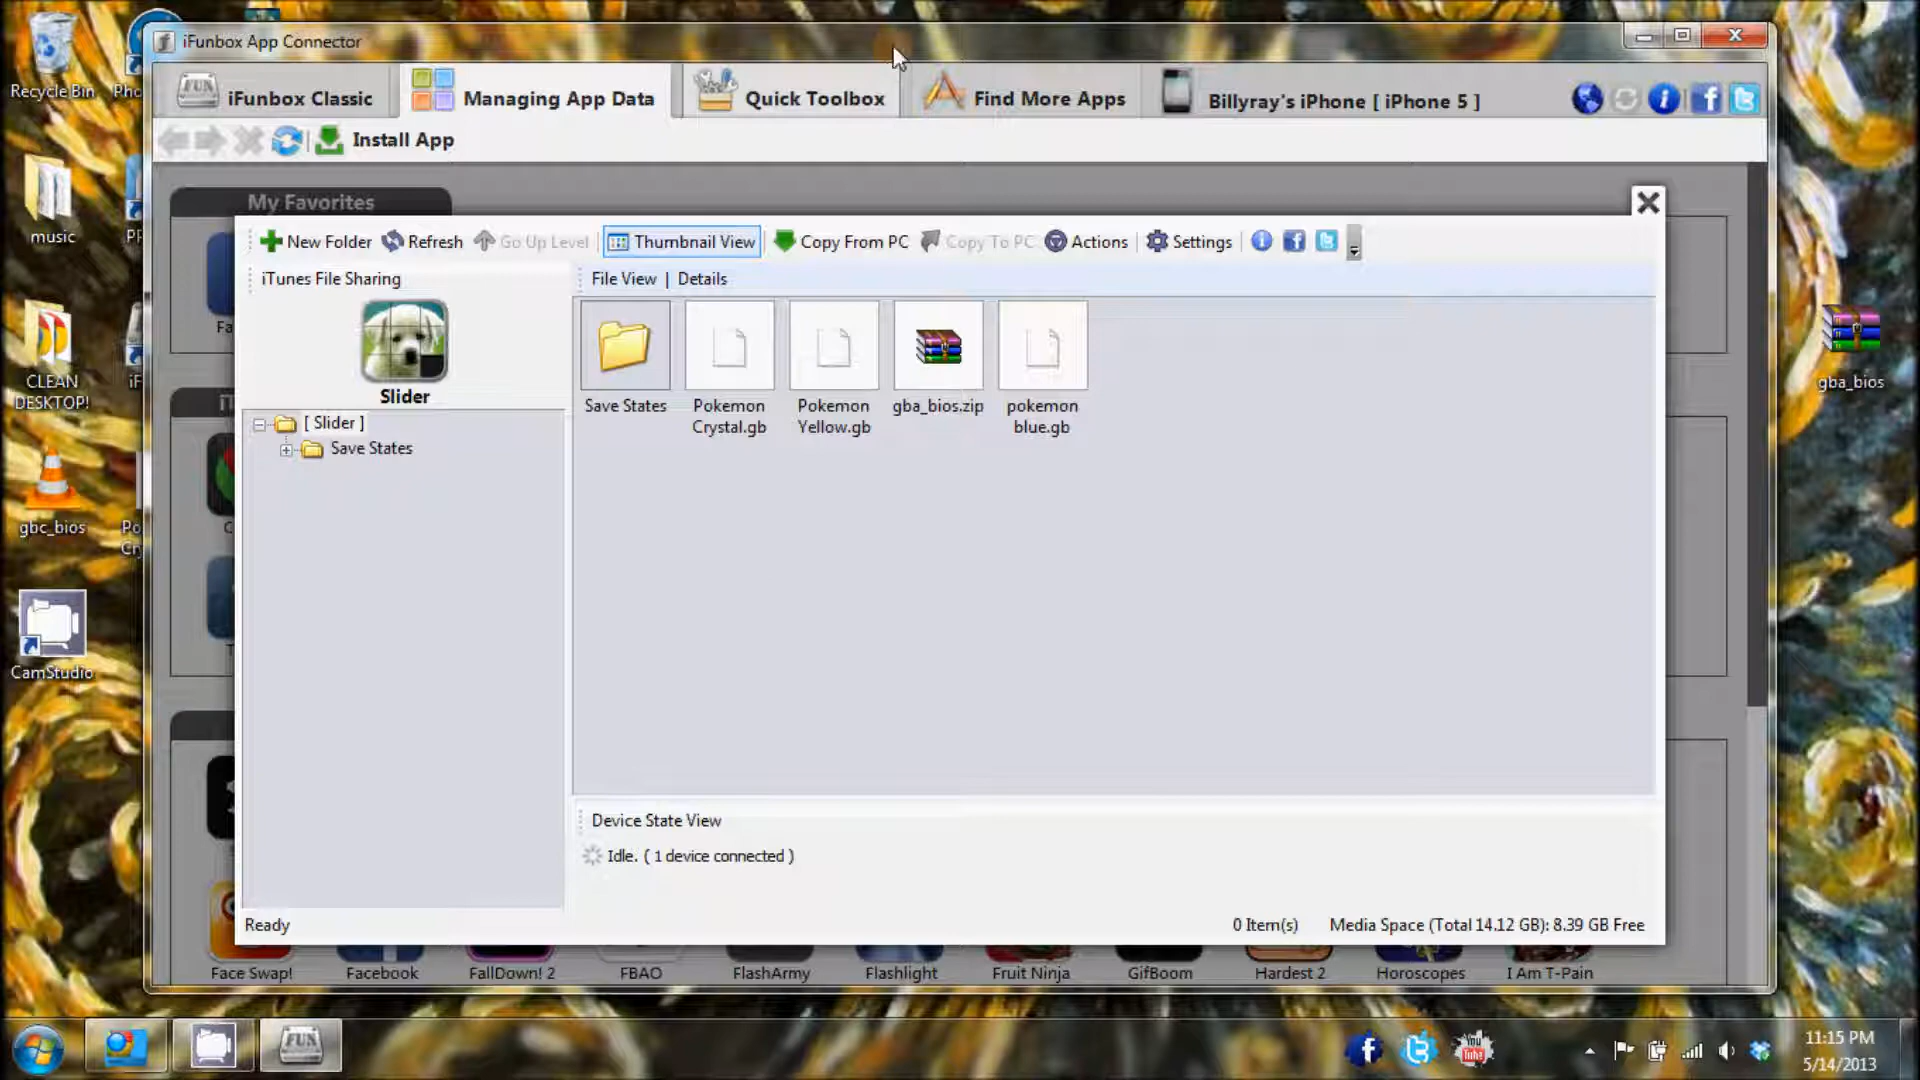 Recycle Bin
Pho
iFunbox App Connector
FUN
iFunbox Classic
Managing App Data
Quick Toolbox
Find More Apps
Billyray's iPhone [ iPhone 5 ]
Install App
My Favorites
New Folder
Refresh
Go Up Level
Thumbnail View
Copy From PC
Copy To PC
Actions
Settings
iTunes File Sharing
File View | Details
Slider
[ Slider ]
Save States
Save States
Pokemon
Crystal.gb
Pokemon
Yellow.gb
gba_bios.zip
pokemon
blue.gb
music
CLEAN
DESKTOP!
gbc_bios
CamStudio
gba_bios
Device State View
Idle. ( 1 device connected )
Ready
0 Item(s)
Media Space (Total 14.12 GB): 8.39 GB Free
Face Swap!
Facebook
FallDown! 2
FBAO
FlashArmy
Flashlight
Fruit Ninja
GifBoom
Hardest 2
Horoscopes
I Am T-Pain
FUN
You
Tube
11:15 PM
5/14/2013